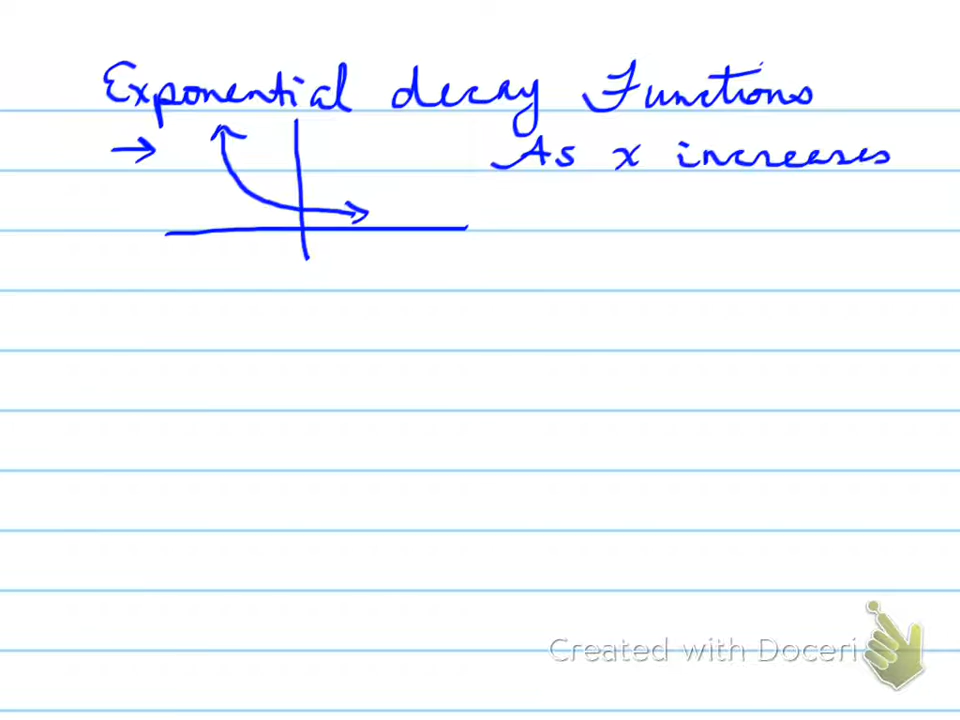 Exponential decay Functions
→ As x increases
Created with Doceri